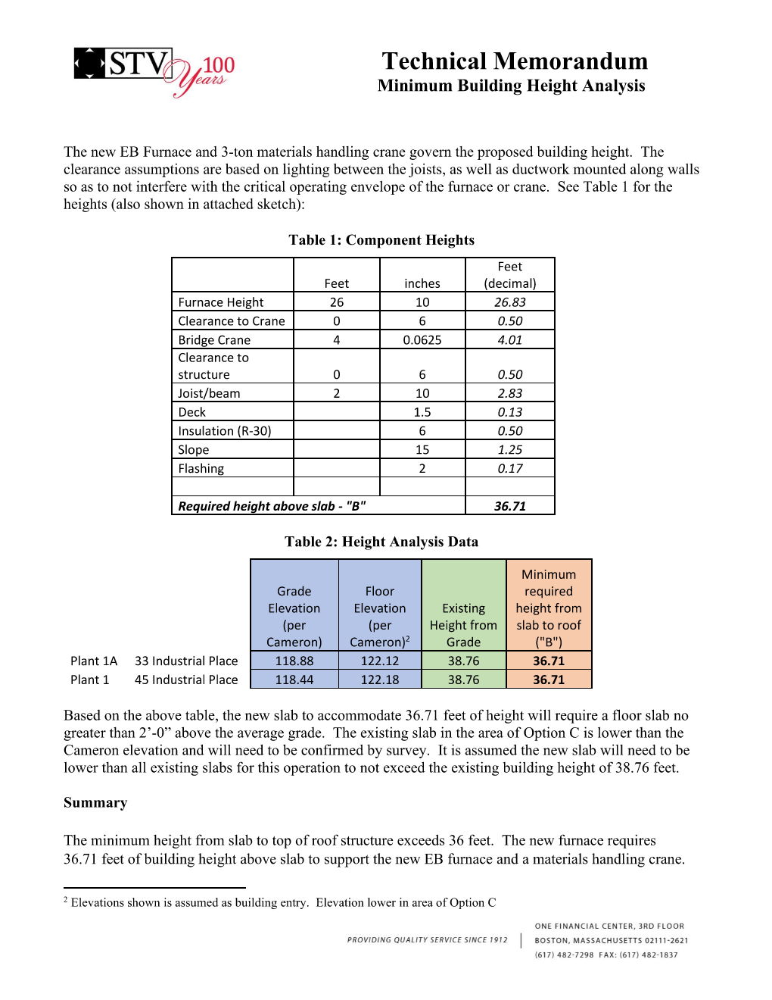 STV 100 Years
Technical Memorandum
Minimum Building Height Analysis
The new EB Furnace and 3-ton materials handling crane govern the proposed building height.  The
clearance assumptions are based on lighting between the joists, as well as ductwork mounted along walls
so as to not interfere with the critical operating envelope of the furnace or crane.  See Table 1 for the
heights (also shown in attached sketch):
Table 1: Component Heights
Feet
Feet inches (decimal)
Furnace Height 26 10 26.83
Clearance to Crane 0 6 0.50
Bridge Crane 4 0.0625 4.01
Clearance to
structure 0 6 0.50
Joist/beam 2 10 2.83
Deck 1.5 0.13
Insulation (R-30) 6 0.50
Slope 15 1.25
Flashing 2 0.17
Required height above slab - "B" 36.71
Table 2: Height Analysis Data
Minimum
Grade Floor required
Elevation Elevation Existing height from
(per (per Height from slab to roof
Cameron) Cameron)2 Grade ("B")
Plant 1A 33 Industrial Place 118.88 122.12 38.76 36.71
Plant 1 45 Industrial Place 118.44 122.18 38.76 36.71
Based on the above table, the new slab to accommodate 36.71 feet of height will require a floor slab no
greater than 2’-0” above the average grade.  The existing slab in the area of Option C is lower than the
Cameron elevation and will need to be confirmed by survey.  It is assumed the new slab will need to be
lower than all existing slabs for this operation to not exceed the existing building height of 38.76 feet.
Summary
The minimum height from slab to top of roof structure exceeds 36 feet.  The new furnace requires
36.71 feet of building height above slab to support the new EB furnace and a materials handling crane.
2 Elevations shown is assumed as building entry.  Elevation lower in area of Option C
PROVIDING QUALITY SERVICE SINCE 1912
ONE FINANCIAL CENTER, 3RD FLOOR
BOSTON, MASSACHUSETTS 02111-2621
(617) 482-7298  FAX: (617) 482-1837